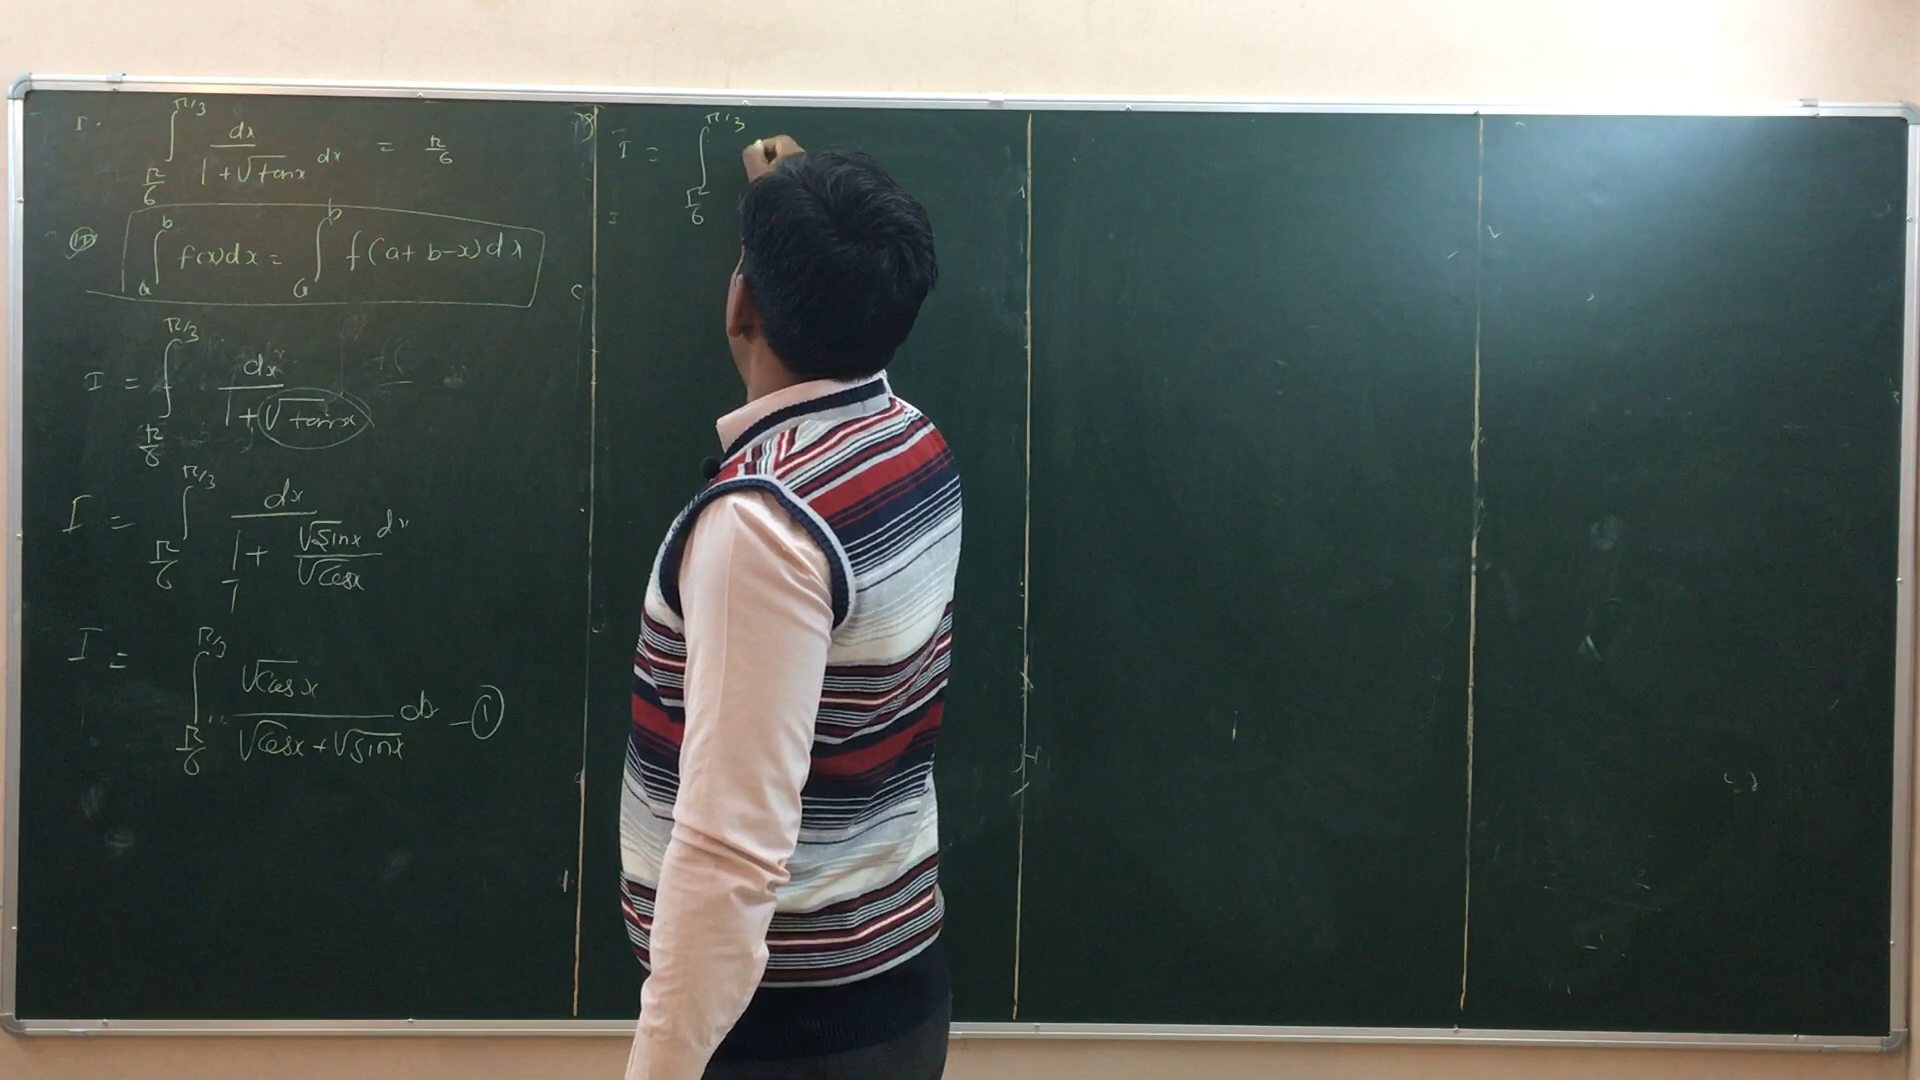 I. ∫_{π/6}^{π/3} dx / (1+√tanx) dx = π/6
∫_a^b f(x)dx = ∫_a^b f(a+b-x)dx
I = ∫_{π/6}^{π/3} dx / (1+√tanx) f(
I = ∫_{π/6}^{π/3} dx / (1/1 + √sinx/√cosx) dx
I = ∫_{π/6}^{π/3} √cosx / (√cosx+√sinx) dx -①
I = ∫_{π/6}^{π/3}